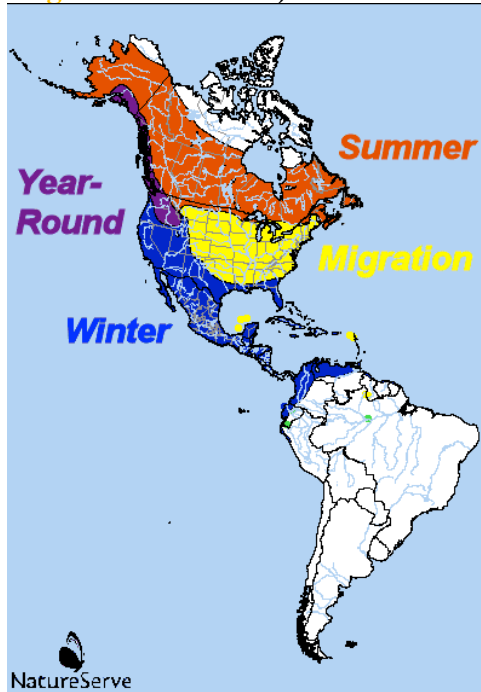 Summer
Year-
Round
Migration
Winter
NatureServe